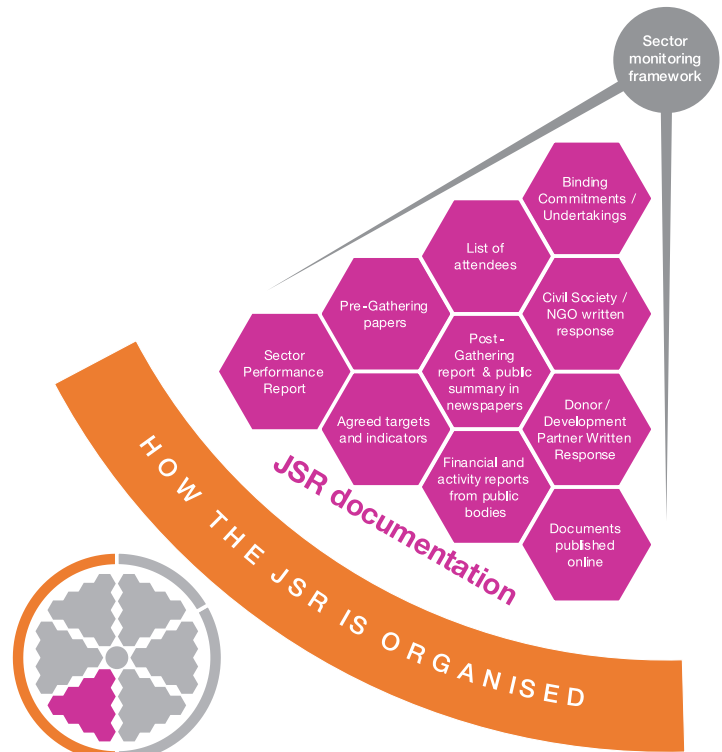 Sector
monitoring
framework
Binding
Commitments /
Undertakings
List of
attendees
Pre-Gathering
papers
Civil Society /
NGO written
response
Sector
Performance
Report
Post-
Gathering
report & public
summary in
newspapers
Agreed targets
and indicators
Donor /
Development
Partner Written
Response
Financial and
activity reports
from public
bodies
Documents
published
online
JSR documentation
HOW THE JSR IS ORGANISED